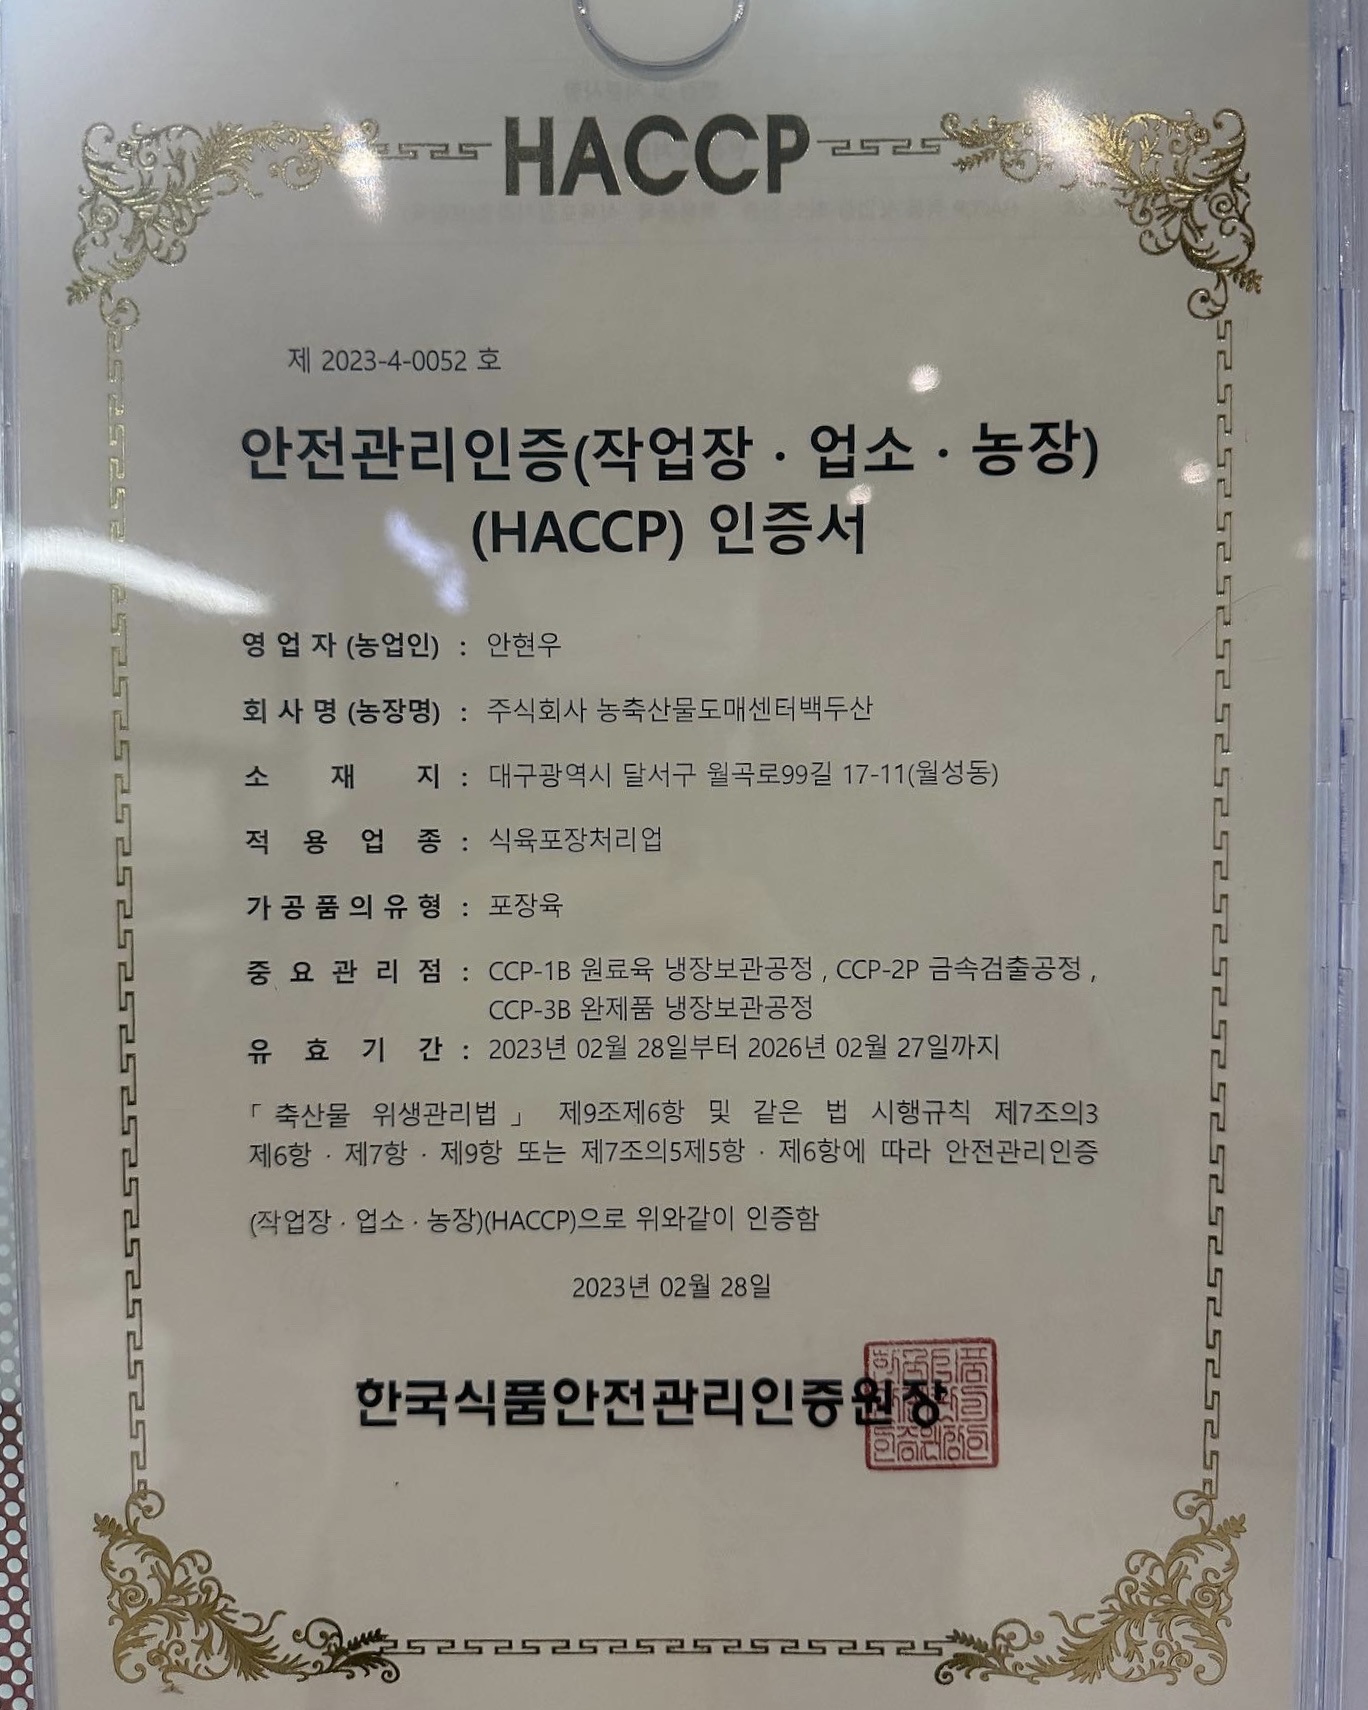 HACCP
제 2023-4-0052 호
안전관리인증(작업장 · 업소 · 농장)
(HACCP) 인증서
영업자 (농업인) : 안현우
회사명 (농장명) : 주식회사 농축산물도매센터백두산
소재지 : 대구광역시 달서구 월곡로99길 17-11(월성동)
적용업종 : 식육포장처리업
가공품의유형 : 포장육
중요관리점 : CCP-1B 원료육 냉장보관공정 , CCP-2P 금속검출공정 ,
CCP-3B 완제품 냉장보관공정
유효기간 : 2023년 02월 28일부터 2026년 02월 27일까지
「축산물 위생관리법」 제9조제6항 및 같은 법 시행규칙 제7조의3
제6항 · 제7항 · 제9항 또는 제7조의5제5항 · 제6항에 따라 안전관리인증
(작업장 · 업소 · 농장)(HACCP)으로 위와같이 인증함
2023년 02월 28일
한국식품안전관리인증원장